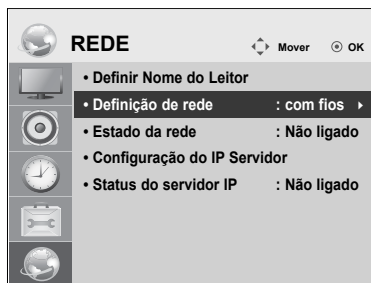 REDE Mover OK
• Definir Nome do Leitor
• Definição de rede : com fios
• Estado da rede : Não ligado
• Configuração do IP Servidor
• Status do servidor IP : Não ligado